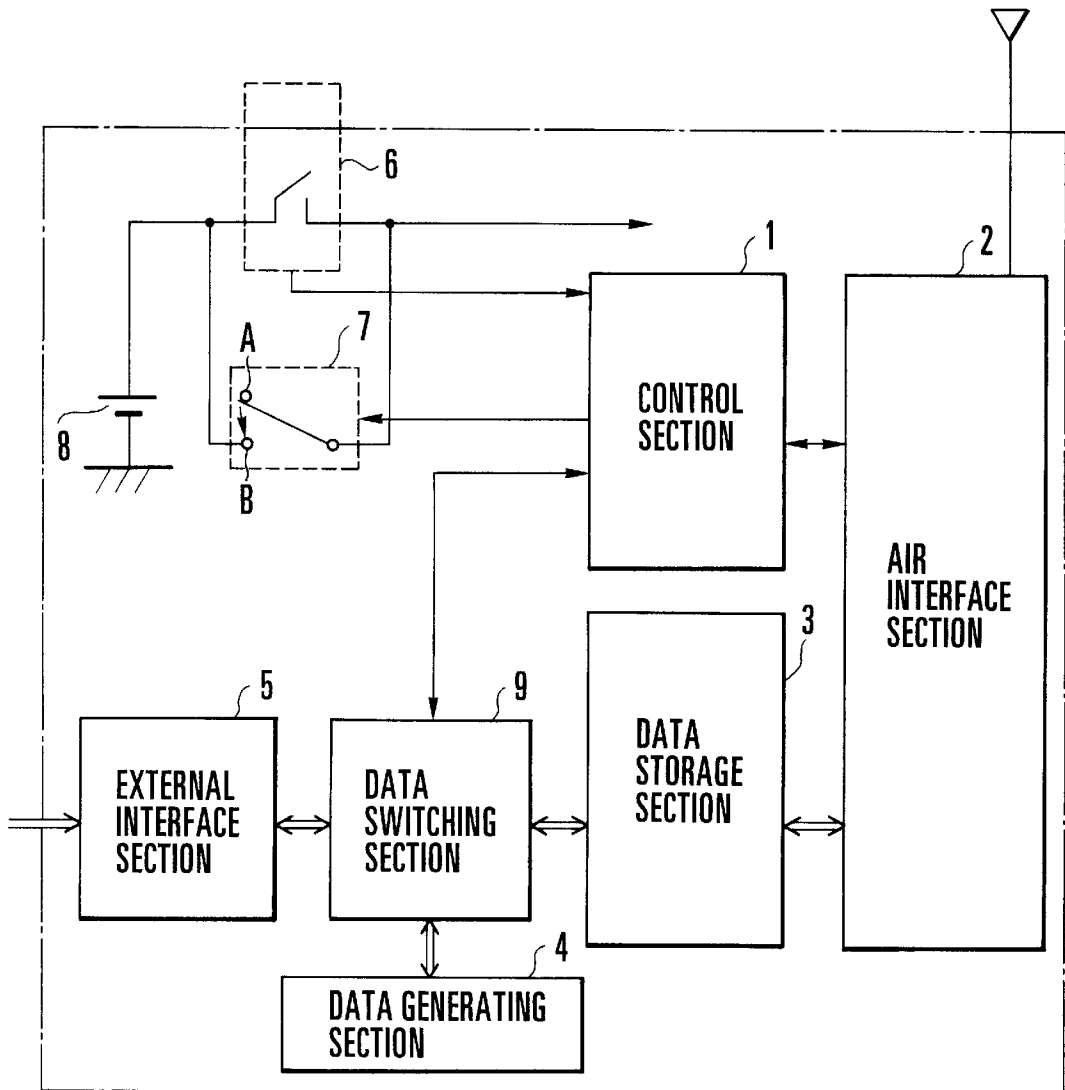 6
1
2
A
7
CONTROL
SECTION
8
B
AIR
INTERFACE
SECTION
3
5
9
DATA
STORAGE
SECTION
EXTERNAL
INTERFACE
SECTION
DATA
SWITCHING
SECTION
4
DATA GENERATING
SECTION